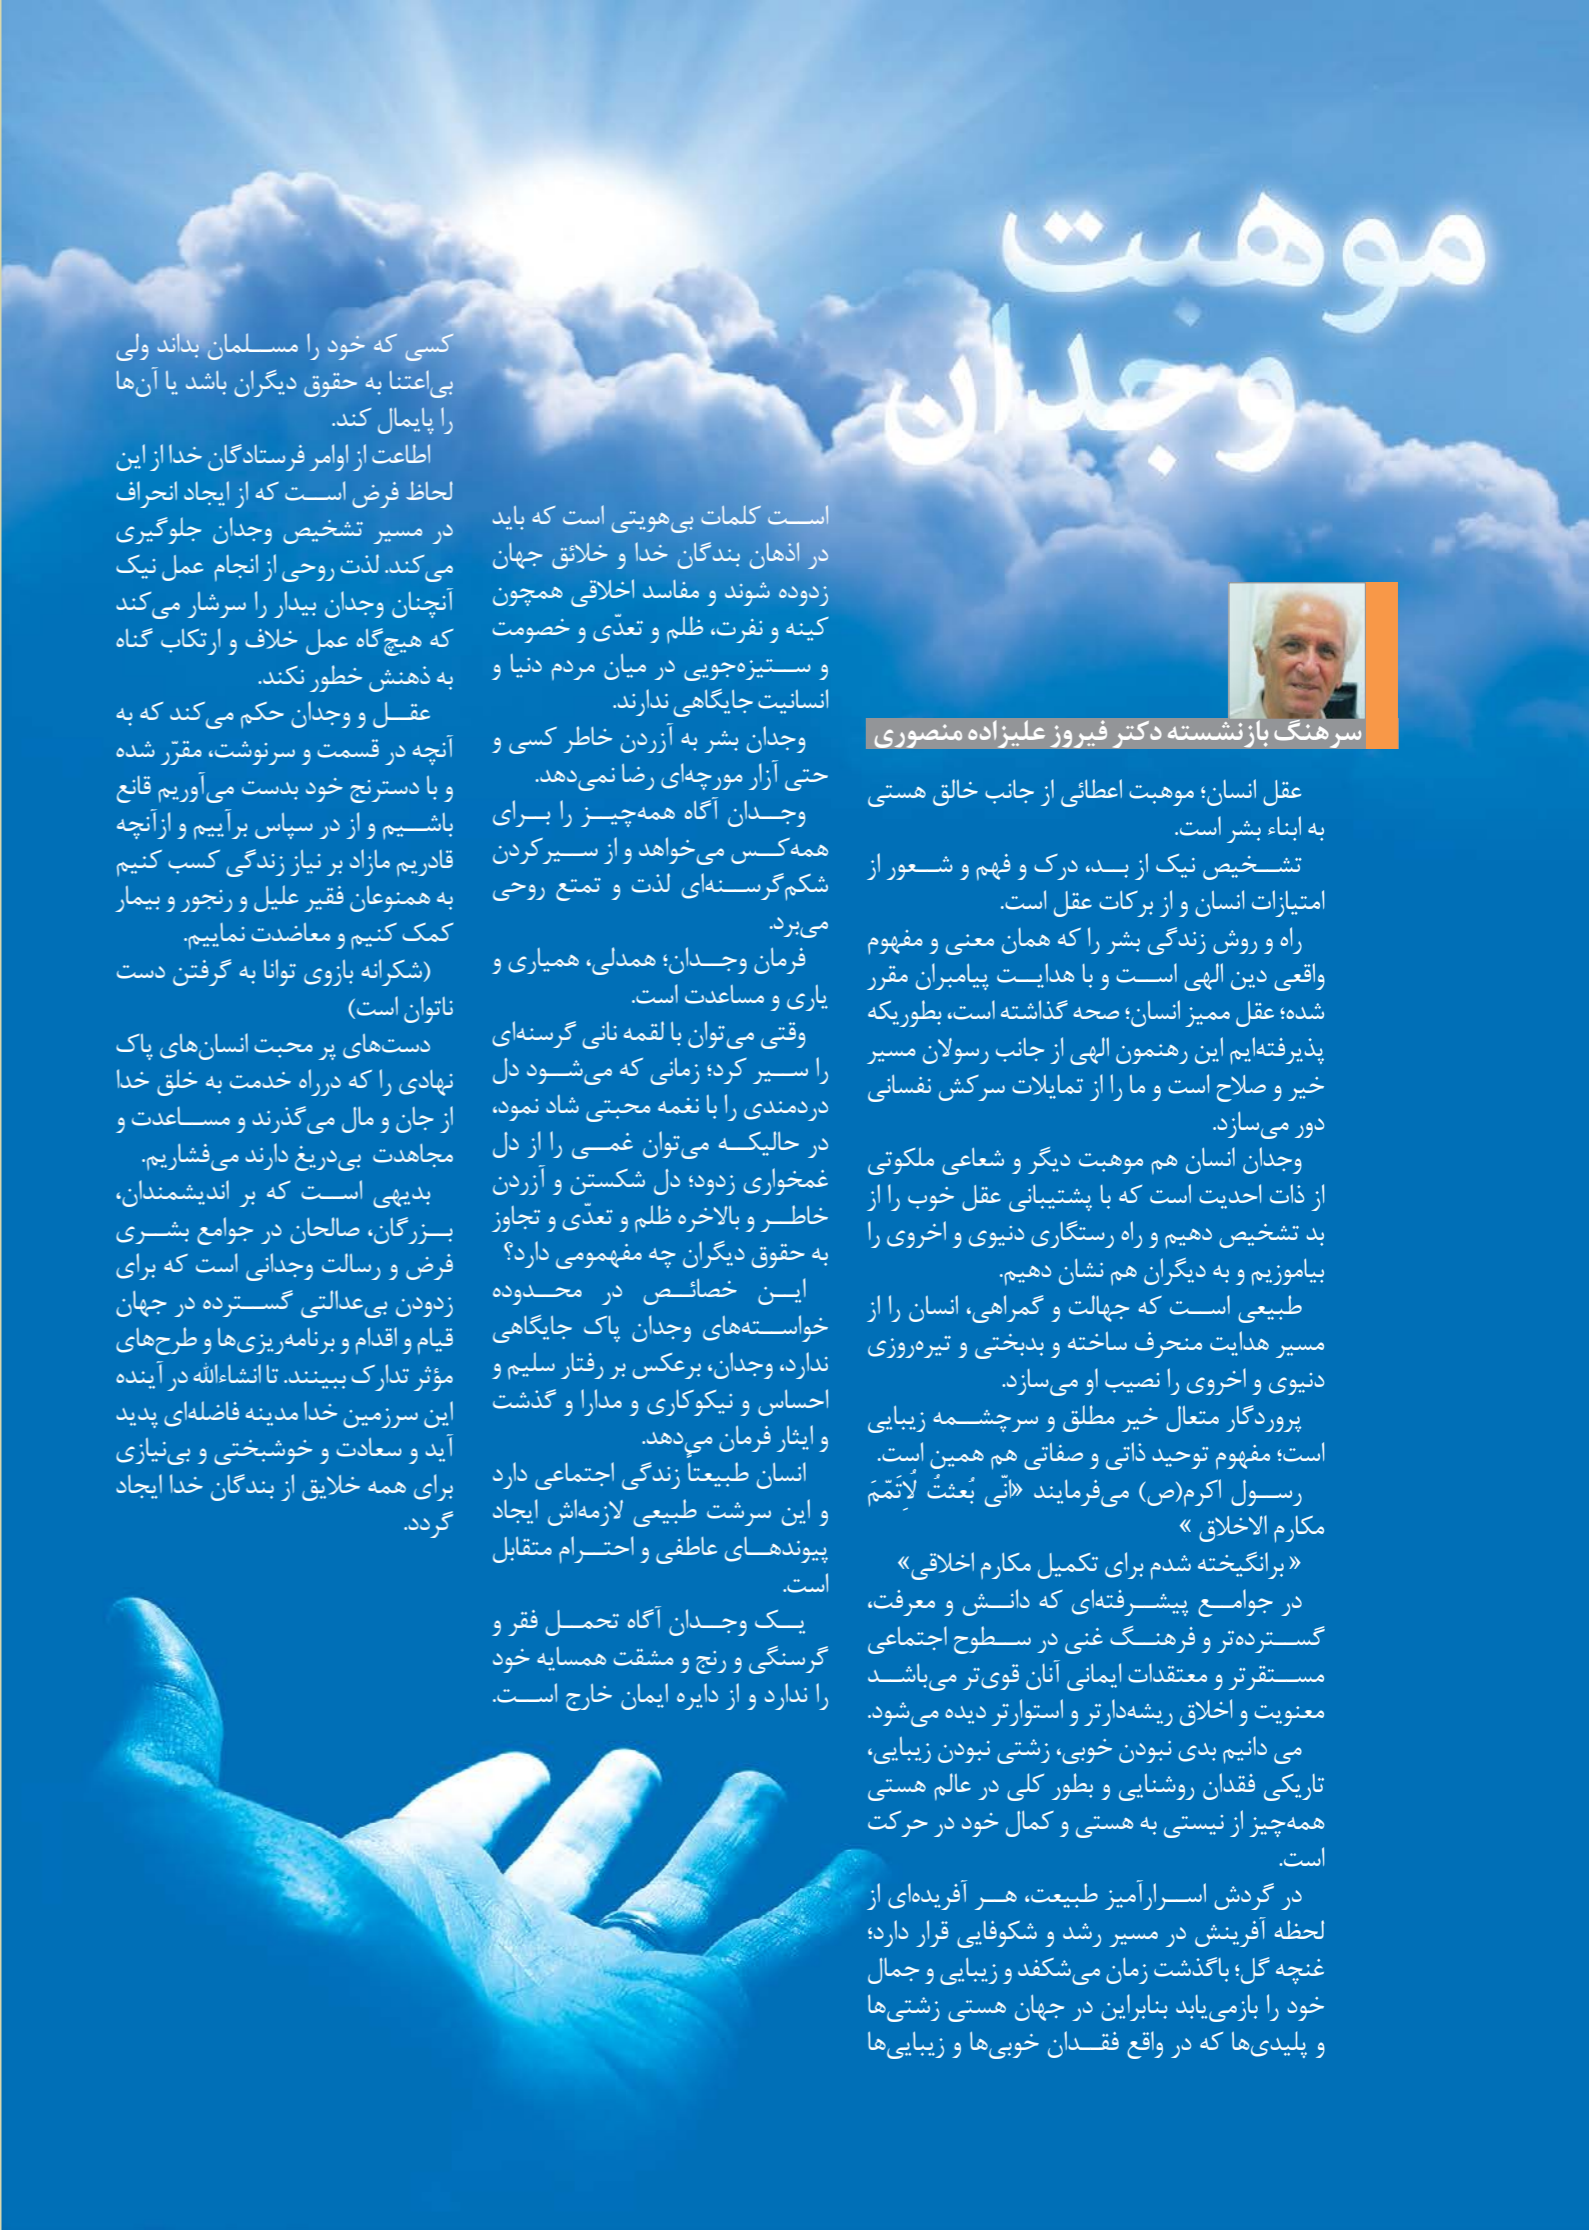 موهبت
وجدان
سرهنگ بازنشسته دکتر فیروز علیزاده منصوری
عقل انسان؛ موهبت اعطائی از جانب خالق هستی
به ابناء بشر است.
تشخیص نیک از بد، درک و فهم و شعور از
امتیازات انسان و از برکات عقل است.
راه و روش زندگی بشر را که همان معنی و مفهوم
واقعی دین الهی است و با هدایت پیامبران مقرر
شده؛ عقل ممیز انسان؛ صحه گذاشته است، بطوریکه
پذیرفته‌ایم این رهنمون الهی از جانب رسولان مسیر
خیر و صلاح است و ما را از تمایلات سرکش نفسانی
دور می‌سازد.
وجدان انسان هم موهبت دیگر و شعاعی ملکوتی
از ذات احدیت است که با پشتیبانی عقل خوب را از
بد تشخیص دهیم و راه رستگاری دنیوی و اخروی را
بیاموزیم و به دیگران هم نشان دهیم.
طبیعی است که جهالت و گمراهی، انسان را از
مسیر هدایت منحرف ساخته و بدبختی و تیره‌روزی
دنیوی و اخروی را نصیب او می‌سازد.
پروردگار متعال خیر مطلق و سرچشمه زیبایی
است؛ مفهوم توحید ذاتی و صفاتی هم همین است.
رسول اکرم(ص) می‌فرمایند «انّی بُعثتُ لُاِتَمّمَ
مکارم الاخلاق »
« برانگیخته شدم برای تکمیل مکارم اخلاقی»
در جوامع پیشرفته‌ای که دانش و معرفت،
گسترده‌تر و فرهنگ غنی در سطوح اجتماعی
مستقرتر و معتقدات ایمانی آنان قوی‌تر می‌باشد
معنویت و اخلاق ریشه‌دارتر و استوارتر دیده می‌شود.
می دانیم بدی نبودن خوبی، زشتی نبودن زیبایی،
تاریکی فقدان روشنایی و بطور کلی در عالم هستی
همه‌چیز از نیستی به هستی و کمال خود در حرکت
است.
در گردش اسرارآمیز طبیعت، هر آفریده‌ای از
لحظه آفرینش در مسیر رشد و شکوفایی قرار دارد؛
غنچه گل؛ باگذشت زمان می‌شکفد و زیبایی و جمال
خود را بازمی‌یابد بنابراین در جهان هستی زشتی‌ها
و پلیدی‌ها که در واقع فقدان خوبی‌ها و زیبایی‌ها
است کلمات بی‌هویتی است که باید
در اذهان بندگان خدا و خلائق جهان
زدوده شوند و مفاسد اخلاقی همچون
کینه و نفرت، ظلم و تعدّی و خصومت
و ستیزه‌جویی در میان مردم دنیا و
انسانیت جایگاهی ندارند.
وجدان بشر به آزردن خاطر کسی و
حتی آزار مورچه‌ای رضا نمی‌دهد.
وجدان آگاه همه‌چیز را برای
همه‌کس می‌خواهد و از سیرکردن
شکم‌گرسنه‌ای لذت و تمتع روحی
می‌برد.
فرمان وجدان؛ همدلی، همیاری و
یاری و مساعدت است.
وقتی می‌توان با لقمه نانی گرسنه‌ای
را سیر کرد؛ زمانی که می‌شود دل
دردمندی را با نغمه محبتی شاد نمود،
در حالیکه می‌توان غمی را از دل
غمخواری زدود؛ دل شکستن و آزردن
خاطر و بالاخره ظلم و تعدّی و تجاوز
به حقوق دیگران چه مفهمومی دارد؟
این خصائص در محدوده
خواسته‌های وجدان پاک جایگاهی
ندارد، وجدان، برعکس بر رفتار سلیم و
احساس و نیکوکاری و مدارا و گذشت
و ایثار فرمان می‌دهد.
انسان طبیعتاً زندگی اجتماعی دارد
و این سرشت طبیعی لازمه‌اش ایجاد
پیوندهای عاطفی و احترام متقابل
است.
یک وجدان آگاه تحمل فقر و
گرسنگی و رنج و مشقت همسایه خود
را ندارد و از دایره ایمان خارج است.
کسی که خود را مسلمان بداند ولی
بی‌اعتنا به حقوق دیگران باشد یا آن‌ها
را پایمال کند.
اطاعت از اوامر فرستادگان خدا از این
لحاظ فرض است که از ایجاد انحراف
در مسیر تشخیص وجدان جلوگیری
می‌کند. لذت روحی از انجام عمل نیک
آنچنان وجدان بیدار را سرشار می‌کند
که هیچ‌گاه عمل خلاف و ارتکاب گناه
به ذهنش خطور نکند.
عقل و وجدان حکم می‌کند که به
آنچه در قسمت و سرنوشت، مقرّر شده
و با دسترنج خود بدست می‌آوریم قانع
باشیم و از در سپاس برآییم و ازآنچه
قادریم مازاد بر نیاز زندگی کسب کنیم
به همنوعان فقیر علیل و رنجور و بیمار
کمک کنیم و معاضدت نماییم.
(شکرانه بازوی توانا به گرفتن دست
ناتوان است)
دست‌های پر محبت انسان‌های پاک
نهادی را که درراه خدمت به خلق خدا
از جان و مال می‌گذرند و مساعدت و
مجاهدت بی‌دریغ دارند می‌فشاریم.
بدیهی است که بر اندیشمندان،
بزرگان، صالحان در جوامع بشری
فرض و رسالت وجدانی است که برای
زدودن بی‌عدالتی گسترده در جهان
قیام و اقدام و برنامه‌ریزی‌ها و طرح‌های
مؤثر تدارک ببینند. تا انشاءالله در آینده
این سرزمین خدا مدینه فاضله‌ای پدید
آید و سعادت و خوشبختی و بی‌نیازی
برای همه خلایق از بندگان خدا ایجاد
گردد.